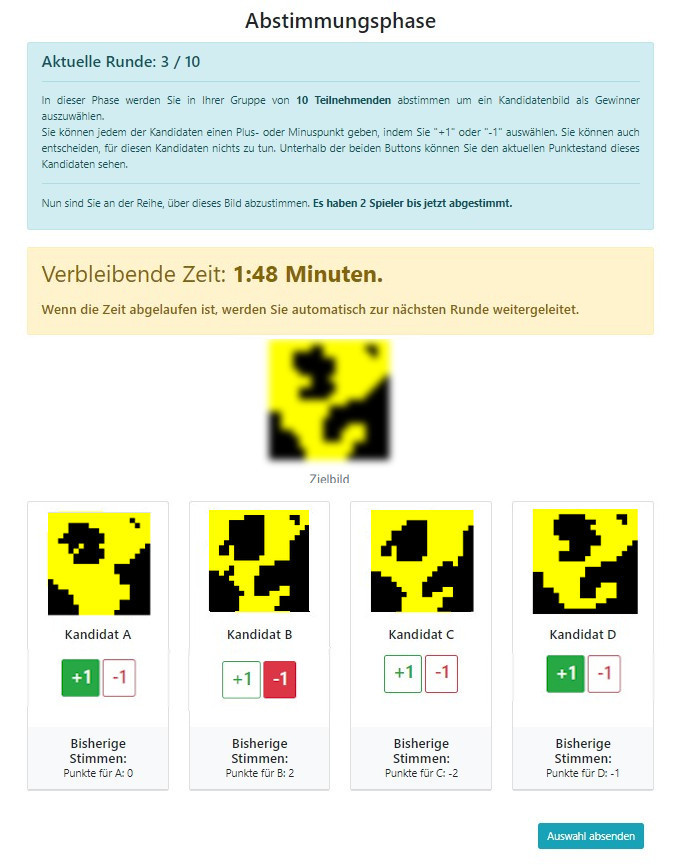 Abstimmungsphase
Aktuelle Runde: 3 / 10
In dieser Phase werden Sie in Ihrer Gruppe von 10 Teilnehmenden abstimmen um ein Kandidatenbild als Gewinner
auszuwählen.
Sie können jedem der Kandidaten einen Plus- oder Minuspunkt geben, indem Sie "+1" oder "-1" auswählen. Sie können auch
entscheiden, für diesen Kandidaten nichts zu tun. Unterhalb der beiden Buttons können Sie den aktuellen Punktestand dieses
Kandidaten sehen.
Nun sind Sie an der Reihe, über dieses Bild abzustimmen. Es haben 2 Spieler bis jetzt abgestimmt.
Verbleibende Zeit: 1:48 Minuten.
Wenn die Zeit abgelaufen ist, werden Sie automatisch zur nächsten Runde weitergeleitet.
Zielbild
Kandidat A
+1 -1
Bisherige
Stimmen:
Punkte für A: 0
Kandidat B
+1 -1
Bisherige
Stimmen:
Punkte für B: 2
Kandidat C
+1 -1
Bisherige
Stimmen:
Punkte für C: -2
Kandidat D
+1 -1
Bisherige
Stimmen:
Punkte für D: -1
Auswahl absenden